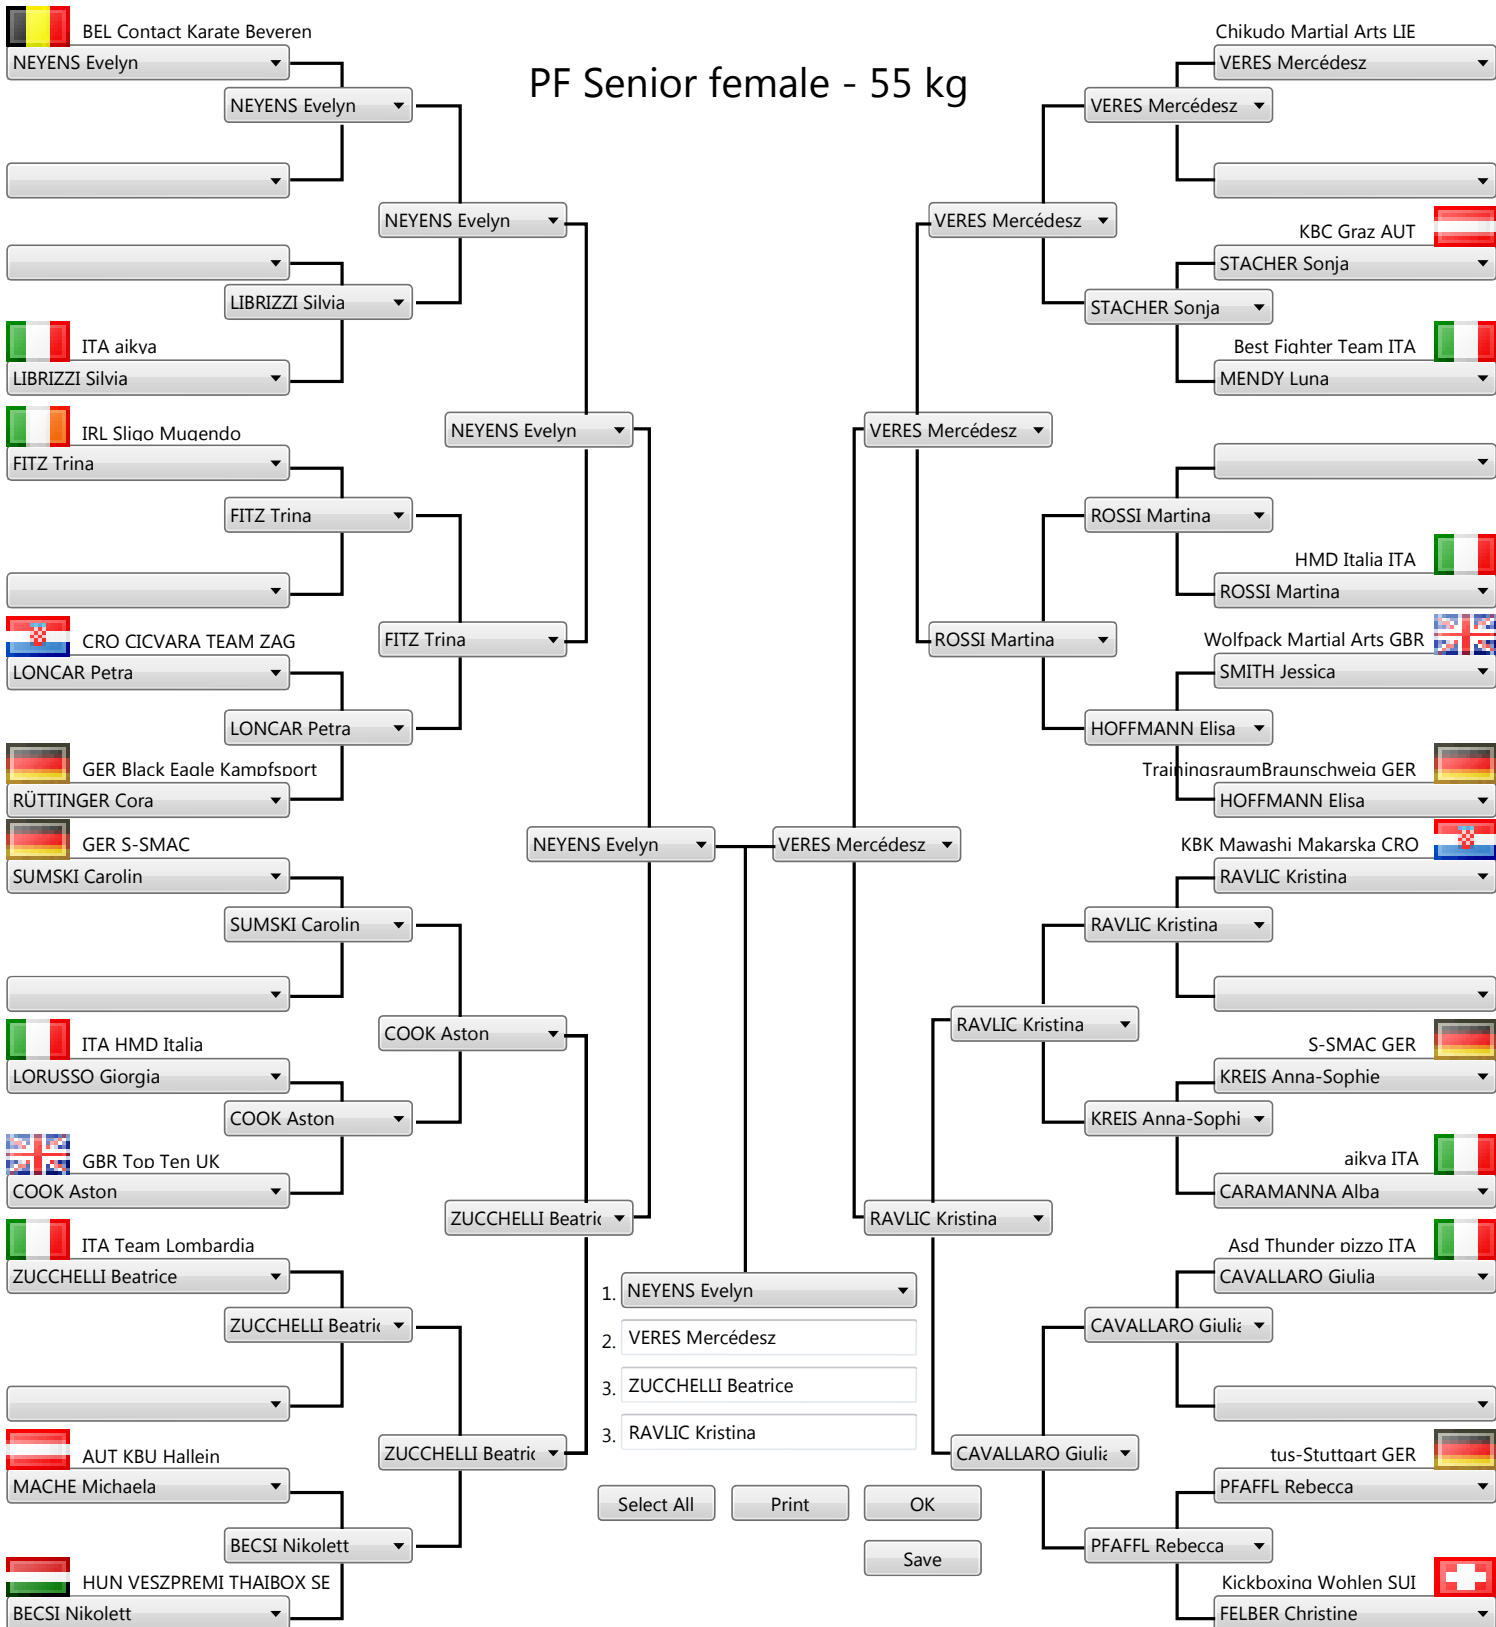 PF Senior female - 55 kg
BEL Contact Karate Beveren
NEYENS Evelyn
NEYENS Evelyn
NEYENS Evelyn
LIBRIZZI Silvia
ITA aikya
LIBRIZZI Silvia
IRL Sligo Mugendo
FITZ Trina
NEYENS Evelyn
FITZ Trina
CRO CICVARA TEAM ZAG
FITZ Trina
LONCAR Petra
LONCAR Petra
GER Black Eagle Kampfsport
RÜTTINGER Cora
GER S-SMAC
NEYENS Evelyn
SUMSKI Carolin
SUMSKI Carolin
COOK Aston
ITA HMD Italia
LORUSSO Giorgia
COOK Aston
GBR Top Ten UK
COOK Aston
ZUCCHELLI Beatric
ITA Team Lombardia
ZUCCHELLI Beatrice
ZUCCHELLI Beatric
ZUCCHELLI Beatric
AUT KBU Hallein
MACHE Michaela
BECSI Nikolett
HUN VESZPREMI THAIBOX SE
BECSI Nikolett
Chikudo Martial Arts LIE
VERES Mercédesz
VERES Mercédesz
VERES Mercédesz
KBC Graz AUT
STACHER Sonja
STACHER Sonja
Best Fighter Team ITA
MENDY Luna
VERES Mercédesz
ROSSI Martina
HMD Italia ITA
ROSSI Martina
Wolfpack Martial Arts GBR
ROSSI Martina
SMITH Jessica
HOFFMANN Elisa
TrainingsraumBraunschweig GER
HOFFMANN Elisa
VERES Mercédesz
KBK Mawashi Makarska CRO
RAVLIC Kristina
RAVLIC Kristina
RAVLIC Kristina
S-SMAC GER
KREIS Anna-Sophie
KREIS Anna-Sophi
aikya ITA
CARAMANNA Alba
RAVLIC Kristina
Asd Thunder pizzo ITA
CAVALLARO Giulia
CAVALLARO Giulia
CAVALLARO Giulia
tus-Stuttgart GER
PFAFFL Rebecca
PFAFFL Rebecca
Kickboxing Wohlen SUI
FELBER Christine
1. NEYENS Evelyn
2. VERES Mercédesz
3. ZUCCHELLI Beatrice
3. RAVLIC Kristina
Select All
Print
OK
Save